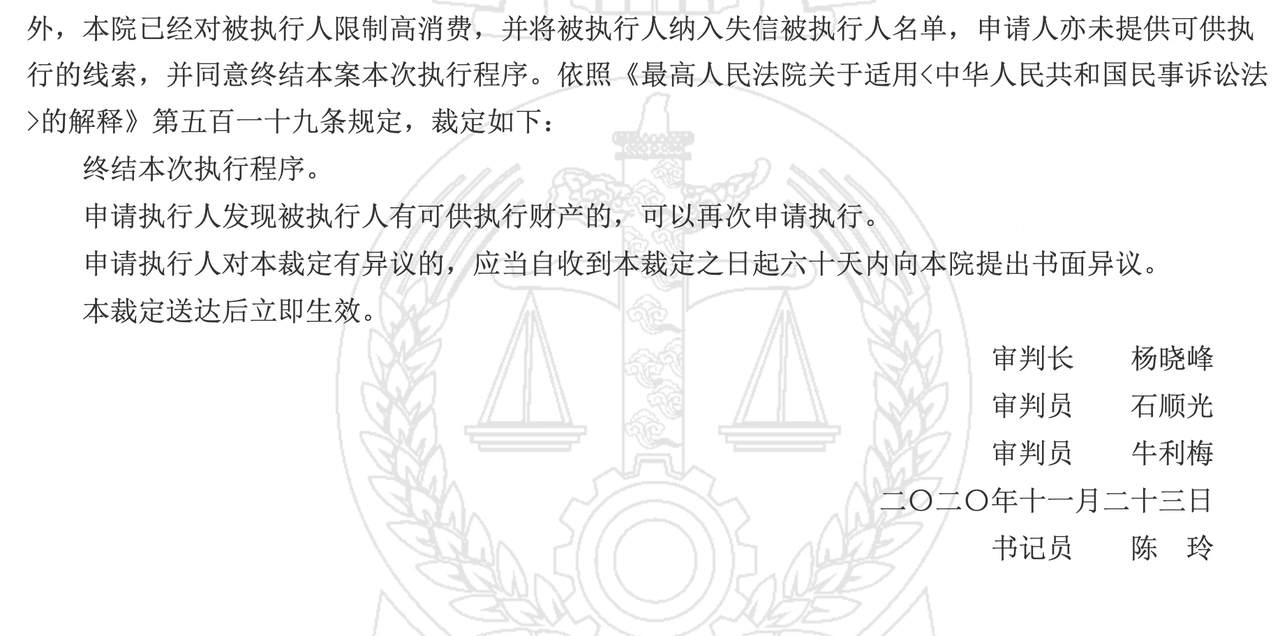 外，本院已经对被执行人限制高消费，并将被执行人纳入失信被执行人名单，申请人亦未提供可供执
行的线索，并同意终结本案本次执行程序。依照《最高人民法院关于适用<中华人民共和国民事诉讼法
>的解释》第五百一十九条规定，裁定如下：
终结本次执行程序。
申请执行人发现被执行人有可供执行财产的，可以再次申请执行。
申请执行人对本裁定有异议的，应当自收到本裁定之日起六十天内向本院提出书面异议。
本裁定送达后立即生效。
审判长 杨晓峰
审判员 石顺光
审判员 牛利梅
二〇二〇年十一月二十三日
书记员 陈 玲